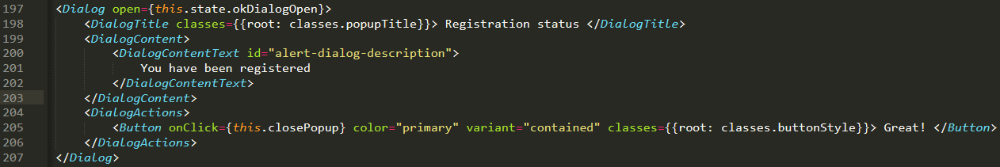 197 <Dialog open={this.state.okDialogOpen}>
198     <DialogTitle classes={{root: classes.popupTitle}}> Registration status </DialogTitle>
199     <DialogContent>
200         <DialogContentText id="alert-dialog-description">
201             You have been registered
202         </DialogContentText>
203     </DialogContent>
204     <DialogActions>
205         <Button onClick={this.closePopup} color="primary" variant="contained" classes={{root: classes.buttonStyle}}> Great! </Button>
206     </DialogActions>
207 </Dialog>